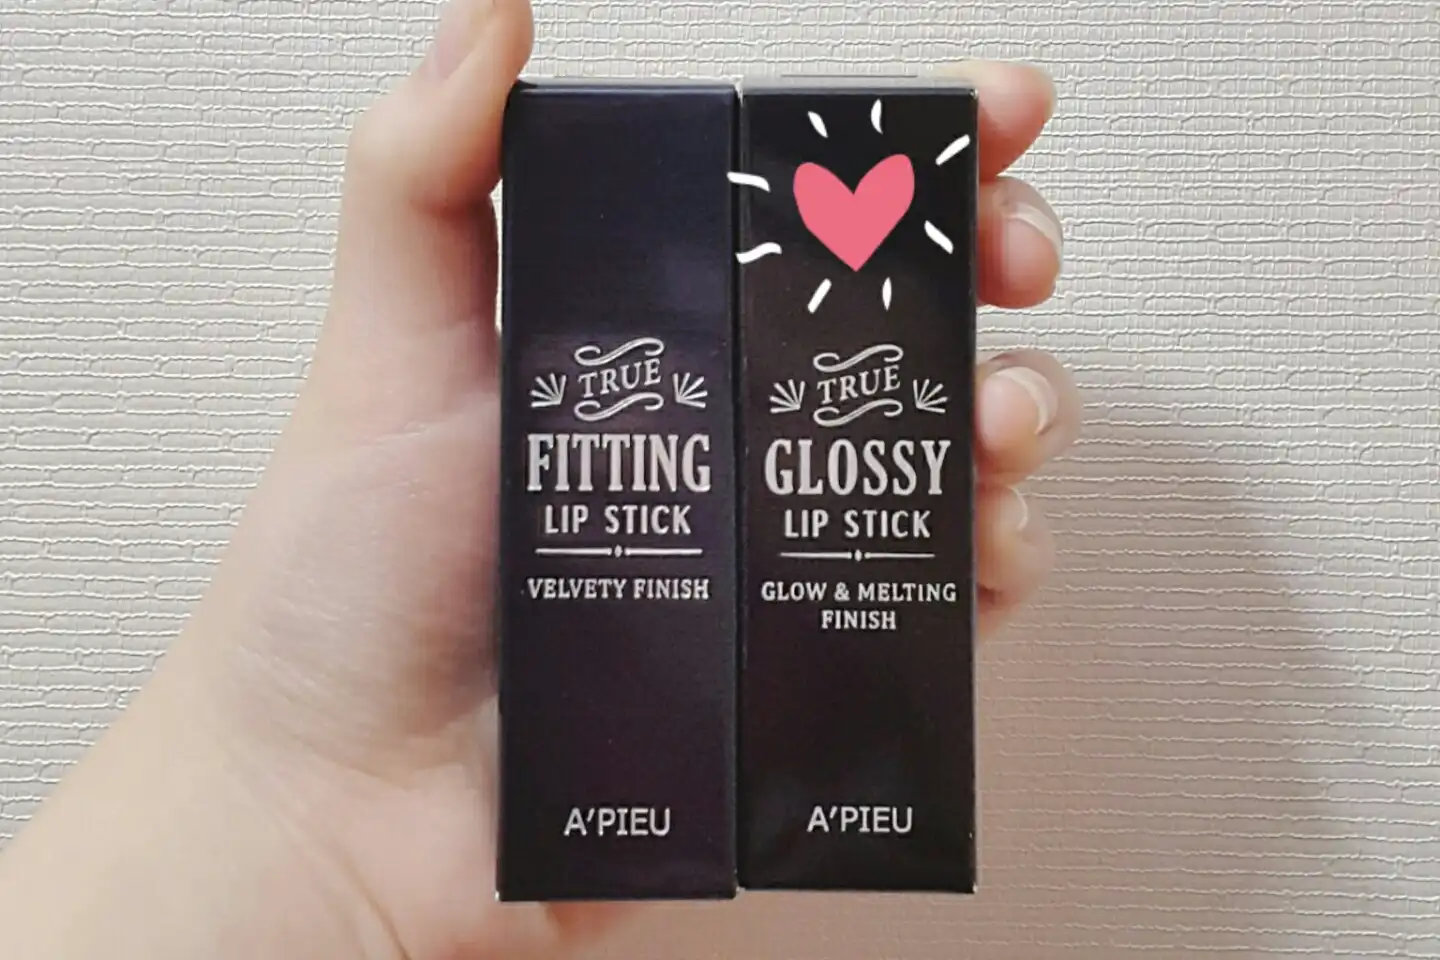 TRUE
FITTING
LIP STICK
VELVETY FINISH
A'PIEU
TRUE
GLOSSY
LIP STICK
GLOW & MELTING
FINISH
A'PIEU